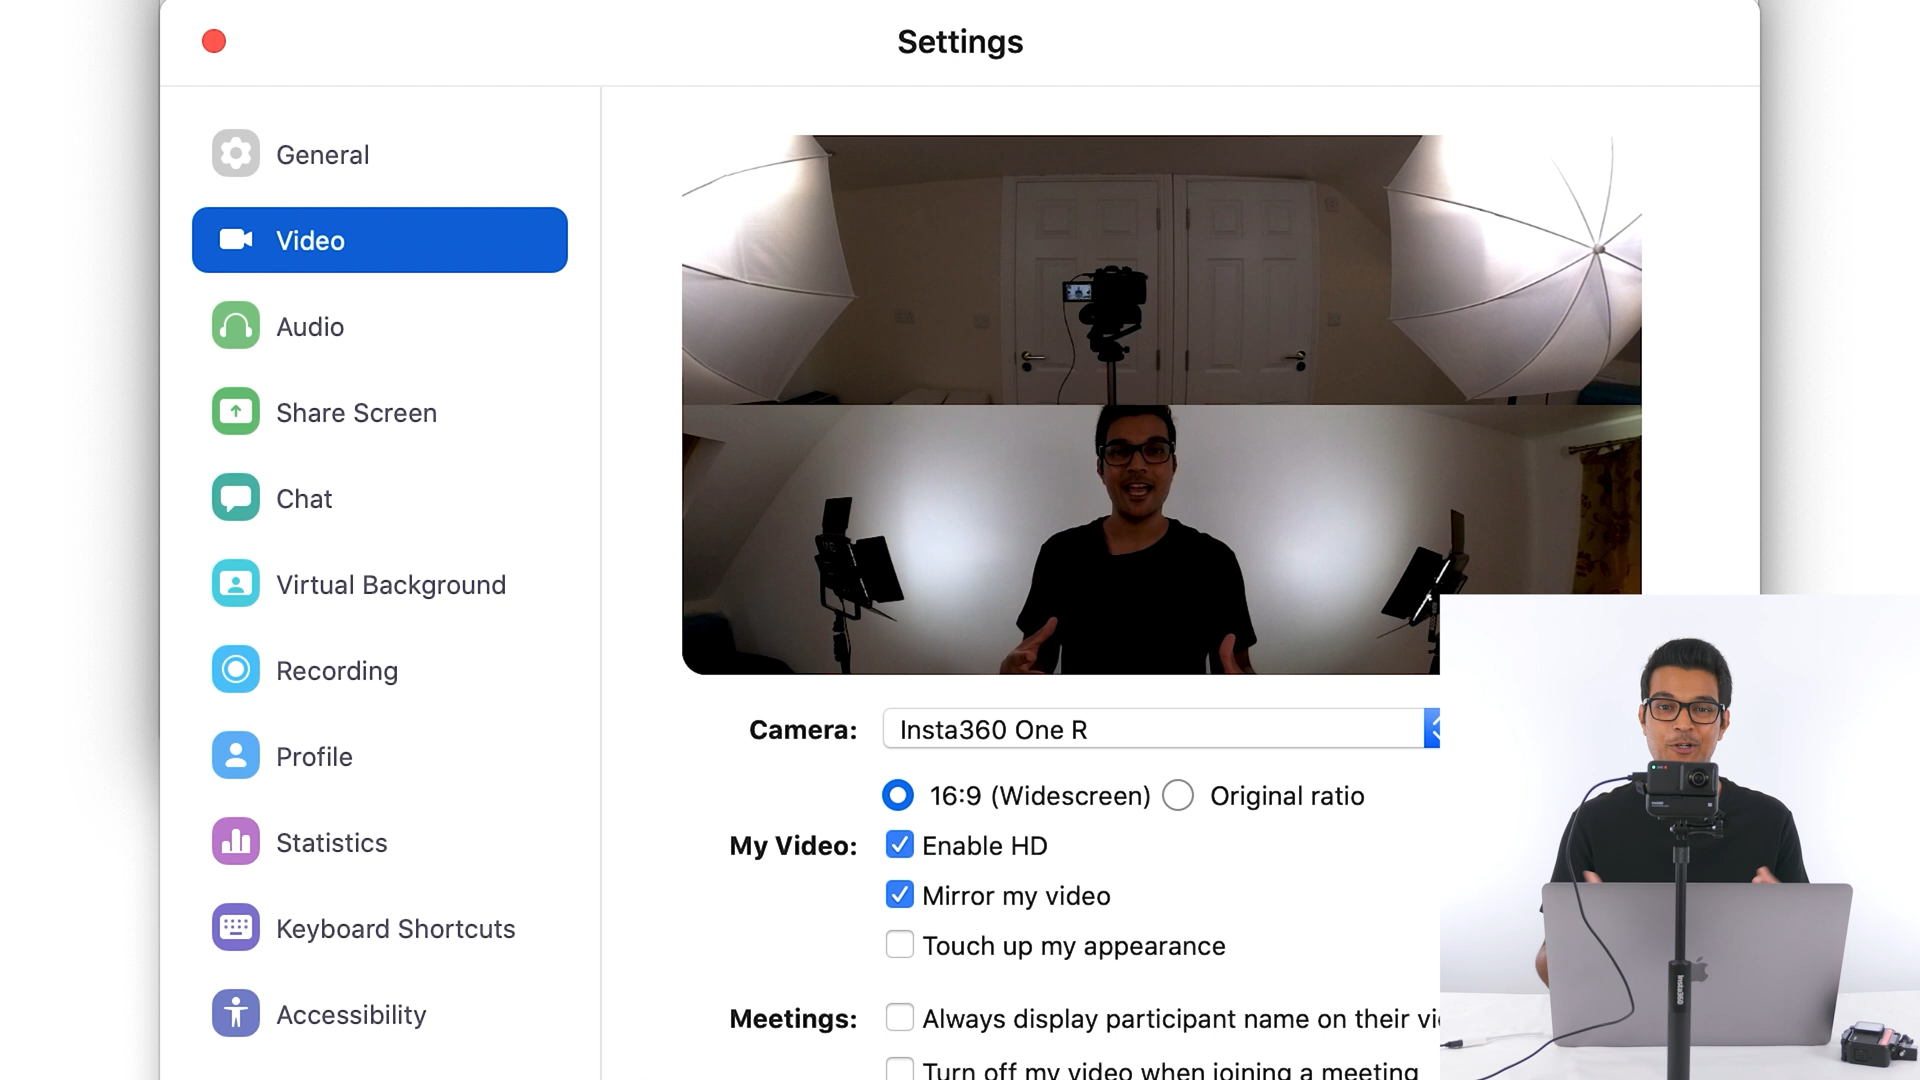 Settings
General
Video
Audio
Share Screen
Chat
Virtual Background
Recording
Profile
Statistics
Keyboard Shortcuts
Accessibility
Camera: Insta360 One R
16:9 (Widescreen) Original ratio
My Video: Enable HD
Mirror my video
Touch up my appearance
Meetings: Always display participant name on their vi
Turn off my video when joining a meeting
Insta360